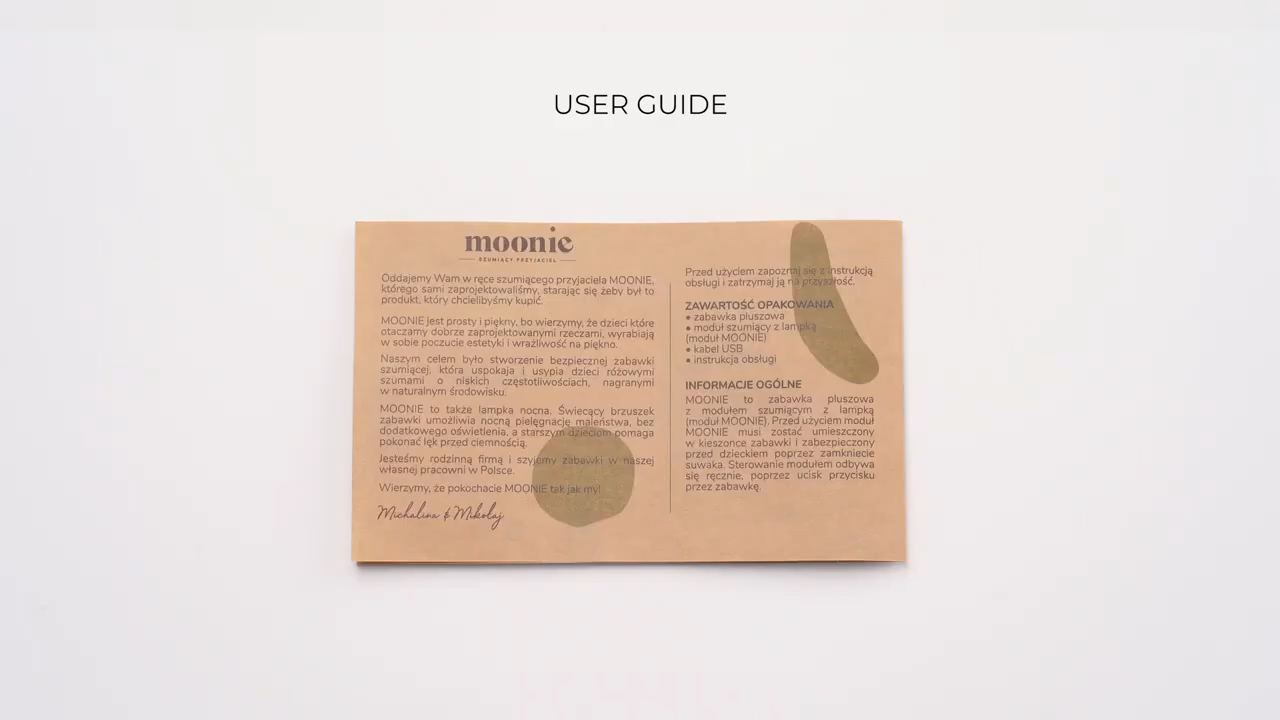 USER GUIDE
moonie
SZUMIĄCY PRZYJACIEL
Oddajemy Wam w ręce szumiącego przyjaciela MOONIE,
którego sami zaprojektowaliśmy, starając się żeby był to
produkt, który chcielibyśmy kupić.
MOONIE jest prosty i piękny, bo wierzymy, że dzieci które
otaczamy dobrze zaprojektowanymi rzeczami, wyrabiają
w sobie poczucie estetyki i wrażliwość na piękno.
Naszym celem było stworzenie bezpiecznej zabawki
szumiącej, która uspokaja i usypia dzieci różowymi
szumami o niskich częstotliwościach, nagranymi
w naturalnym środowisku.
MOONIE to także lampka nocna. Świecący brzuszek
zabawki umożliwia nocną pielęgnację maleństwa, bez
dodatkowego oświetlenia, a starszym dzieciom pomaga
pokonać lęk przed ciemnością.
Jesteśmy rodzinną firmą i szyjemy zabawki w naszej
własnej pracowni w Polsce.
Wierzymy, że pokochacie MOONIE tak jak my!
Michalina & Mikołaj
Przed użyciem zapoznaj się z instrukcją
obsługi i zatrzymaj ją na przyszłość.
ZAWARTOŚĆ OPAKOWANIA
• zabawka pluszowa
• moduł szumiący z lampką
(moduł MOONIE)
• kabel USB
• instrukcja obsługi
INFORMACJE OGÓLNE
MOONIE to zabawka pluszowa
z modułem szumiącym z lampką
(moduł MOONIE). Przed użyciem moduł
MOONIE musi zostać umieszczony
w kieszonce zabawki i zabezpieczony
przed dzieckiem poprzez zamknięcie
suwaka. Sterowanie modułem odbywa
się ręcznie, poprzez ucisk przycisku
przez zabawkę.